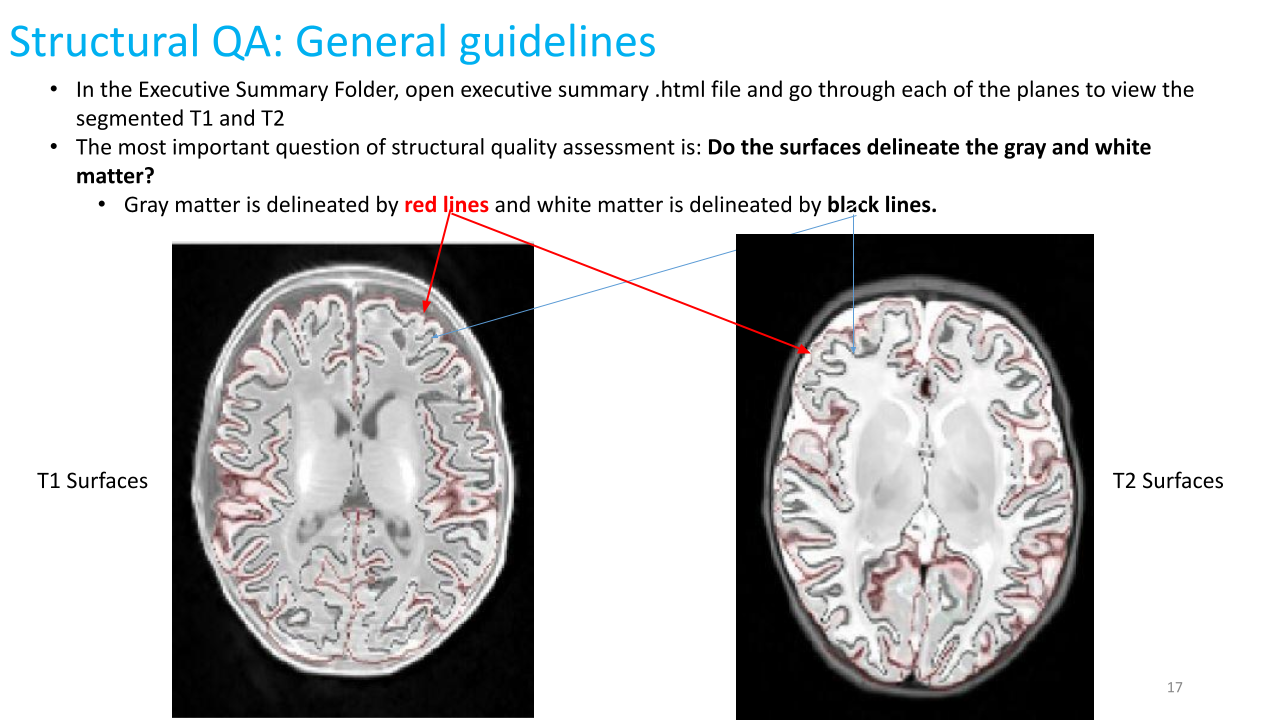 Structural QA: General guidelines
• In the Executive Summary Folder, open executive summary .html file and go through each of the planes to view the
segmented T1 and T2
• The most important question of structural quality assessment is: Do the surfaces delineate the gray and white
matter?
• Gray matter is delineated by red lines and white matter is delineated by black lines.
T1 Surfaces
T2 Surfaces
17